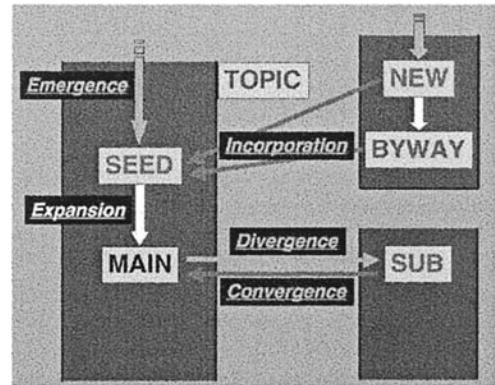 Emergence
TOPIC
NEW
Incorporation
BYWAY
SEED
Expansion
MAIN
Divergence
SUB
Convergence